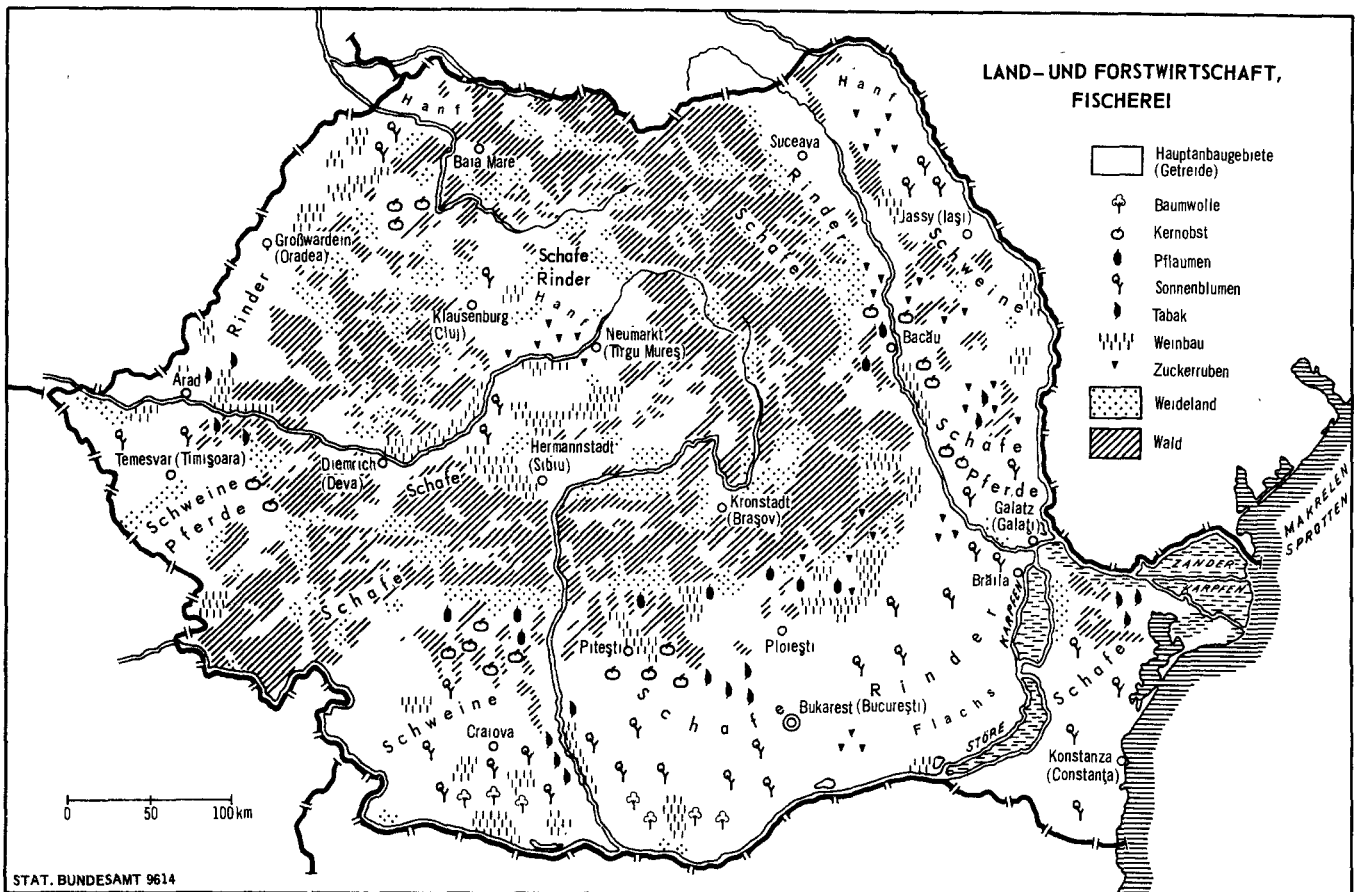 LAND- UND FORSTWIRTSCHAFT,
FISCHEREI
Hauptanbaugebiete
(Getreide)
Baumwolle
Kernobst
Pflaumen
Sonnenblumen
Tabak
Weinbau
Zuckerruben
Weideland
Wald
Hanf
Hanf
Baia Mare
Suceava
Rinder
Jassy (Iaşi)
Schafe
Schweine
Großwardein
(Oradea)
Rinder
Schafe
Rinder
Hanf
Klausenburg
(Cluj)
Neumarkt
(Tîrgu Mureş)
Bacău
Arad
Temesvar (Timişoara)
Diemrich
(Deva)
Hermannstadt
(Sibiu)
Schafe
Schafe
Pferde
Schweine
Pferde
Kronstadt
(Braşov)
Galatz
(Galaţi)
MAKRELEN
SPROTTEN
Brăila
ZANDER
KARPFEN
KARPFEN
Schafe
Piteşti
Ploieşti
Rinder
Schafe
Schweine
Schafe
Bukarest (Bucureşti)
Flachs
STÖRE
Craiova
Konstanza
(Constanţa)
0 50 100 km
STAT. BUNDESAMT 9614